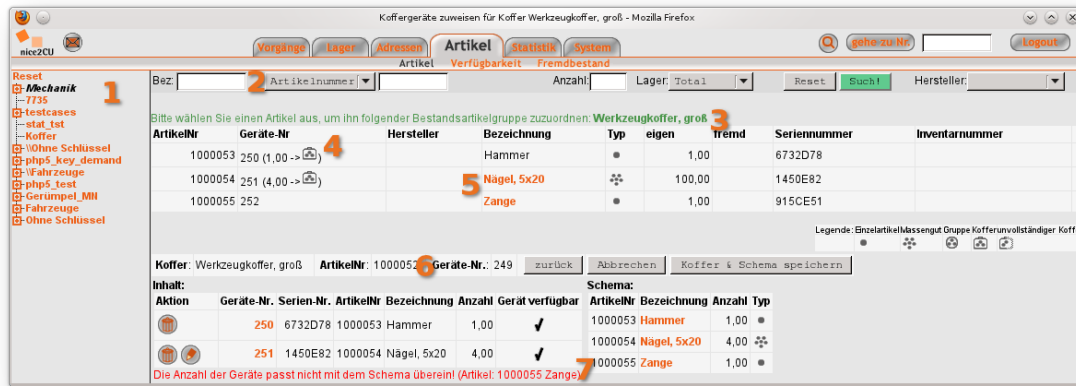 Koffergeräte zuweisen für Koffer Werkzeugkoffer, groß - Mozilla Firefox
nice2CU Vorgänge Lager Adressen Artikel Statistik System gehe zu Nr. Logout
Artikel Verfügbarkeit Fremdbestand
Reset
Mechanik
7735
testcases
stat_tst
Koffer
\\Ohne Schlüssel
php5_key_demand
\\Fahrzeuge
php5_test
Gerümpel_MN
Fahrzeuge
Ohne Schlüssel
1
Bez: 2 Artikelnummer Anzahl: Lager: Total Reset Such! Hersteller:
Bitte wählen Sie einen Artikel aus, um ihn folgender Bestandsartikelgruppe zuzuordnen: Werkzeugkoffer, groß 3
ArtikelNr Geräte-Nr Hersteller Bezeichnung Typ eigen fremd Seriennummer Inventarnummer
1000053 250 (1,00 -> ) 4 Hammer 1,00 6732D78
1000054 251 (4,00 -> ) 5 Nägel, 5x20 100,00 1450E82
1000055 252 Zange 1,00 915CE51
Legende: Einzelartikel Massengut Gruppe Koffer unvollständiger Koff
Koffer: Werkzeugkoffer, groß ArtikelNr: 1000052 6 Geräte-Nr.: 249 zurück Abbrechen Koffer & Schema speichern
Inhalt:
Aktion Geräte-Nr. Serien-Nr. ArtikelNr Bezeichnung Anzahl Gerät verfügbar
250 6732D78 1000053 Hammer 1,00
251 1450E82 1000054 Nägel, 5x20 4,00
Die Anzahl der Geräte passt nicht mit dem Schema überein! (Artikel: 1000055 Zange) 7
Schema:
ArtikelNr Bezeichnung Anzahl Typ
1000053 Hammer 1,00
1000054 Nägel, 5x20 4,00
1000055 Zange 1,00